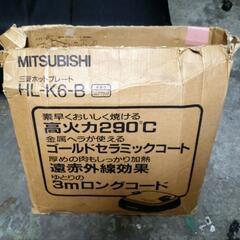 MITSUBISHI
三菱ホットプレート
HL-K6-B
素早くおいしく焼ける
高火力290℃
金属ヘラが使える
ゴールドセラミックコート
厚めの肉もしっかり加熱
遠赤外線効果
ゆとりの
3mロングコード